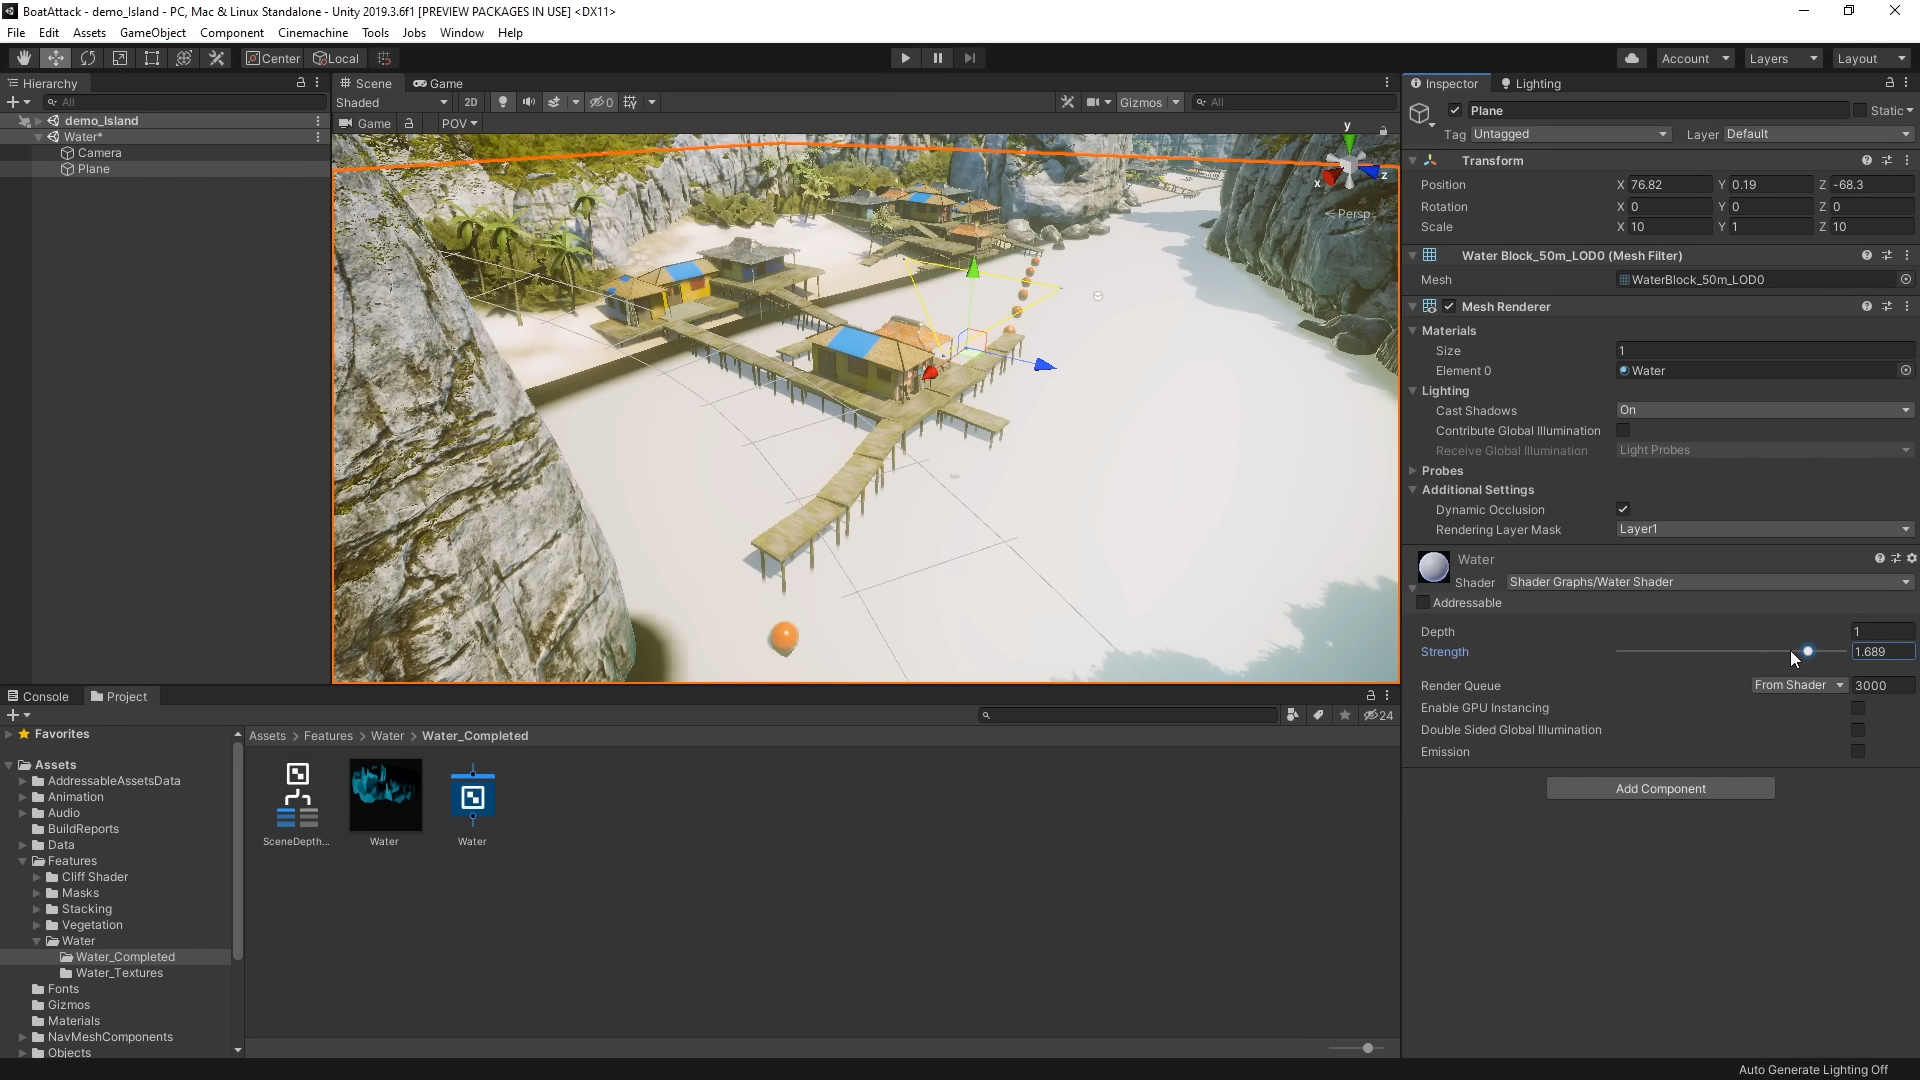 BoatAttack - demo_Island - PC, Mac & Linux Standalone - Unity 2019.3.6f1 [PREVIEW PACKAGES IN USE] <DX11>
File Edit Assets GameObject Component Cinemachine Tools Jobs Window Help
Center Local Account Layers Layout
Hierarchy
All
demo_Island
Water*
Camera
Plane
Scene Game
Shaded 2D 0 Gizmos All
Game POV
y
x
z
Persp
Inspector Lighting
Plane Static
Tag Untagged Layer Default
Transform
Position X 76.82 Y 0.19 Z -68.3
Rotation X 0 Y 0 Z 0
Scale X 10 Y 1 Z 10
Water Block_50m_LOD0 (Mesh Filter)
Mesh WaterBlock_50m_LOD0
Mesh Renderer
Materials
Size 1
Element 0 Water
Lighting
Cast Shadows On
Contribute Global Illumination
Receive Global Illumination Light Probes
Probes
Additional Settings
Dynamic Occlusion
Rendering Layer Mask Layer1
Water
Shader Shader Graphs/Water Shader
Addressable
Depth 1
Strength 1.689
Render Queue From Shader 3000
Enable GPU Instancing
Double Sided Global Illumination
Emission
Add Component
Console Project
24
Favorites
Assets
AddressableAssetsData
Animation
Audio
BuildReports
Data
Features
Cliff Shader
Masks
Stacking
Vegetation
Water
Water_Completed
Water_Textures
Fonts
Gizmos
Materials
NavMeshComponents
Objects
Assets > Features > Water > Water_Completed
SceneDepth... Water Water
Auto Generate Lighting Off